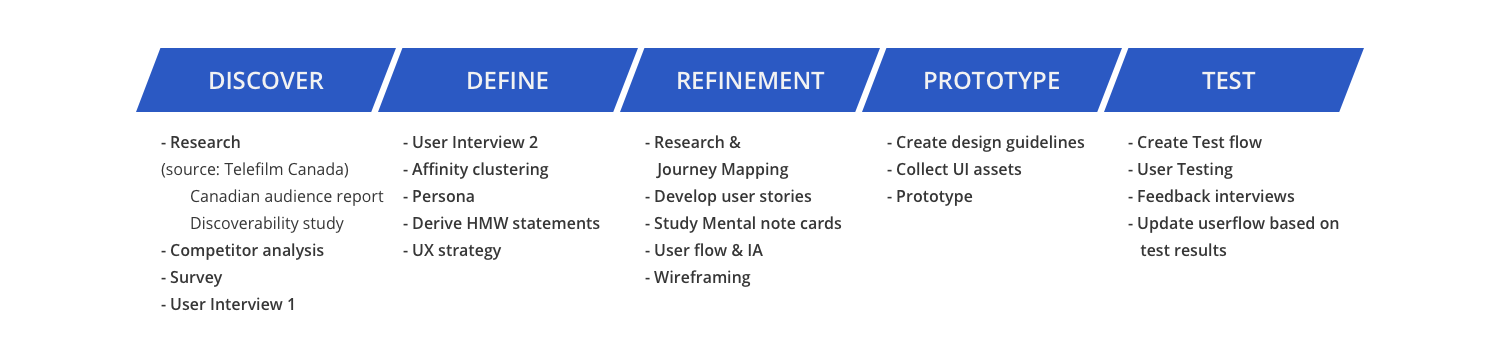 DISCOVER
- Research
(source: Telefilm Canada)
Canadian audience report
Discoverability study
- Competitor analysis
- Survey
- User Interview 1
DEFINE
- User Interview 2
- Affinity clustering
- Persona
- Derive HMW statements
- UX strategy
REFINEMENT
- Research &
Journey Mapping
- Develop user stories
- Study Mental note cards
- User flow & IA
- Wireframing
PROTOTYPE
- Create design guidelines
- Collect UI assets
- Prototype
TEST
- Create Test flow
- User Testing
- Feedback interviews
- Update userflow based on
test results